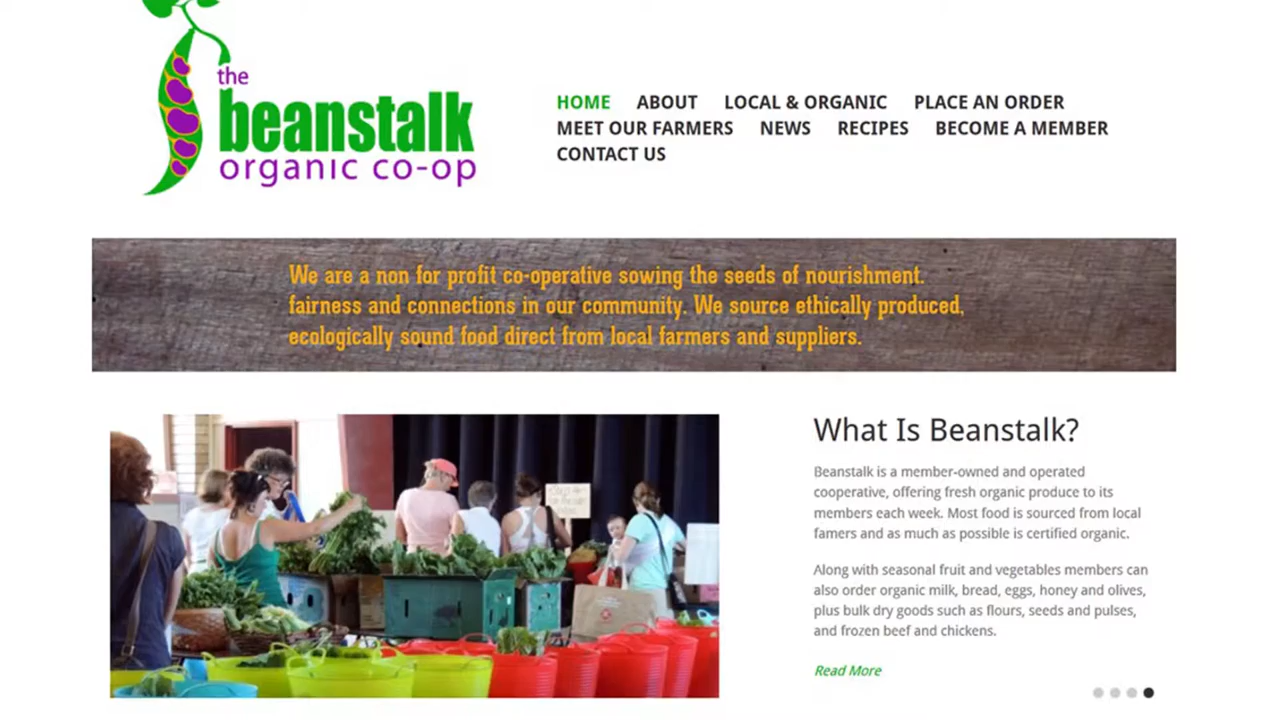 the
beanstalk
organic co-op
HOME ABOUT LOCAL & ORGANIC PLACE AN ORDER
MEET OUR FARMERS NEWS RECIPES BECOME A MEMBER
CONTACT US
We are a non for profit co-operative sowing the seeds of nourishment.
fairness and connections in our community. We source ethically produced,
ecologically sound food direct from local farmers and suppliers.
What Is Beanstalk?
Beanstalk is a member-owned and operated
cooperative, offering fresh organic produce to its
members each week. Most food is sourced from local
famers and as much as possible is certified organic.
Along with seasonal fruit and vegetables members can
also order organic milk, bread, eggs, honey and olives,
plus bulk dry goods such as flours, seeds and pulses,
and frozen beef and chickens.
Read More